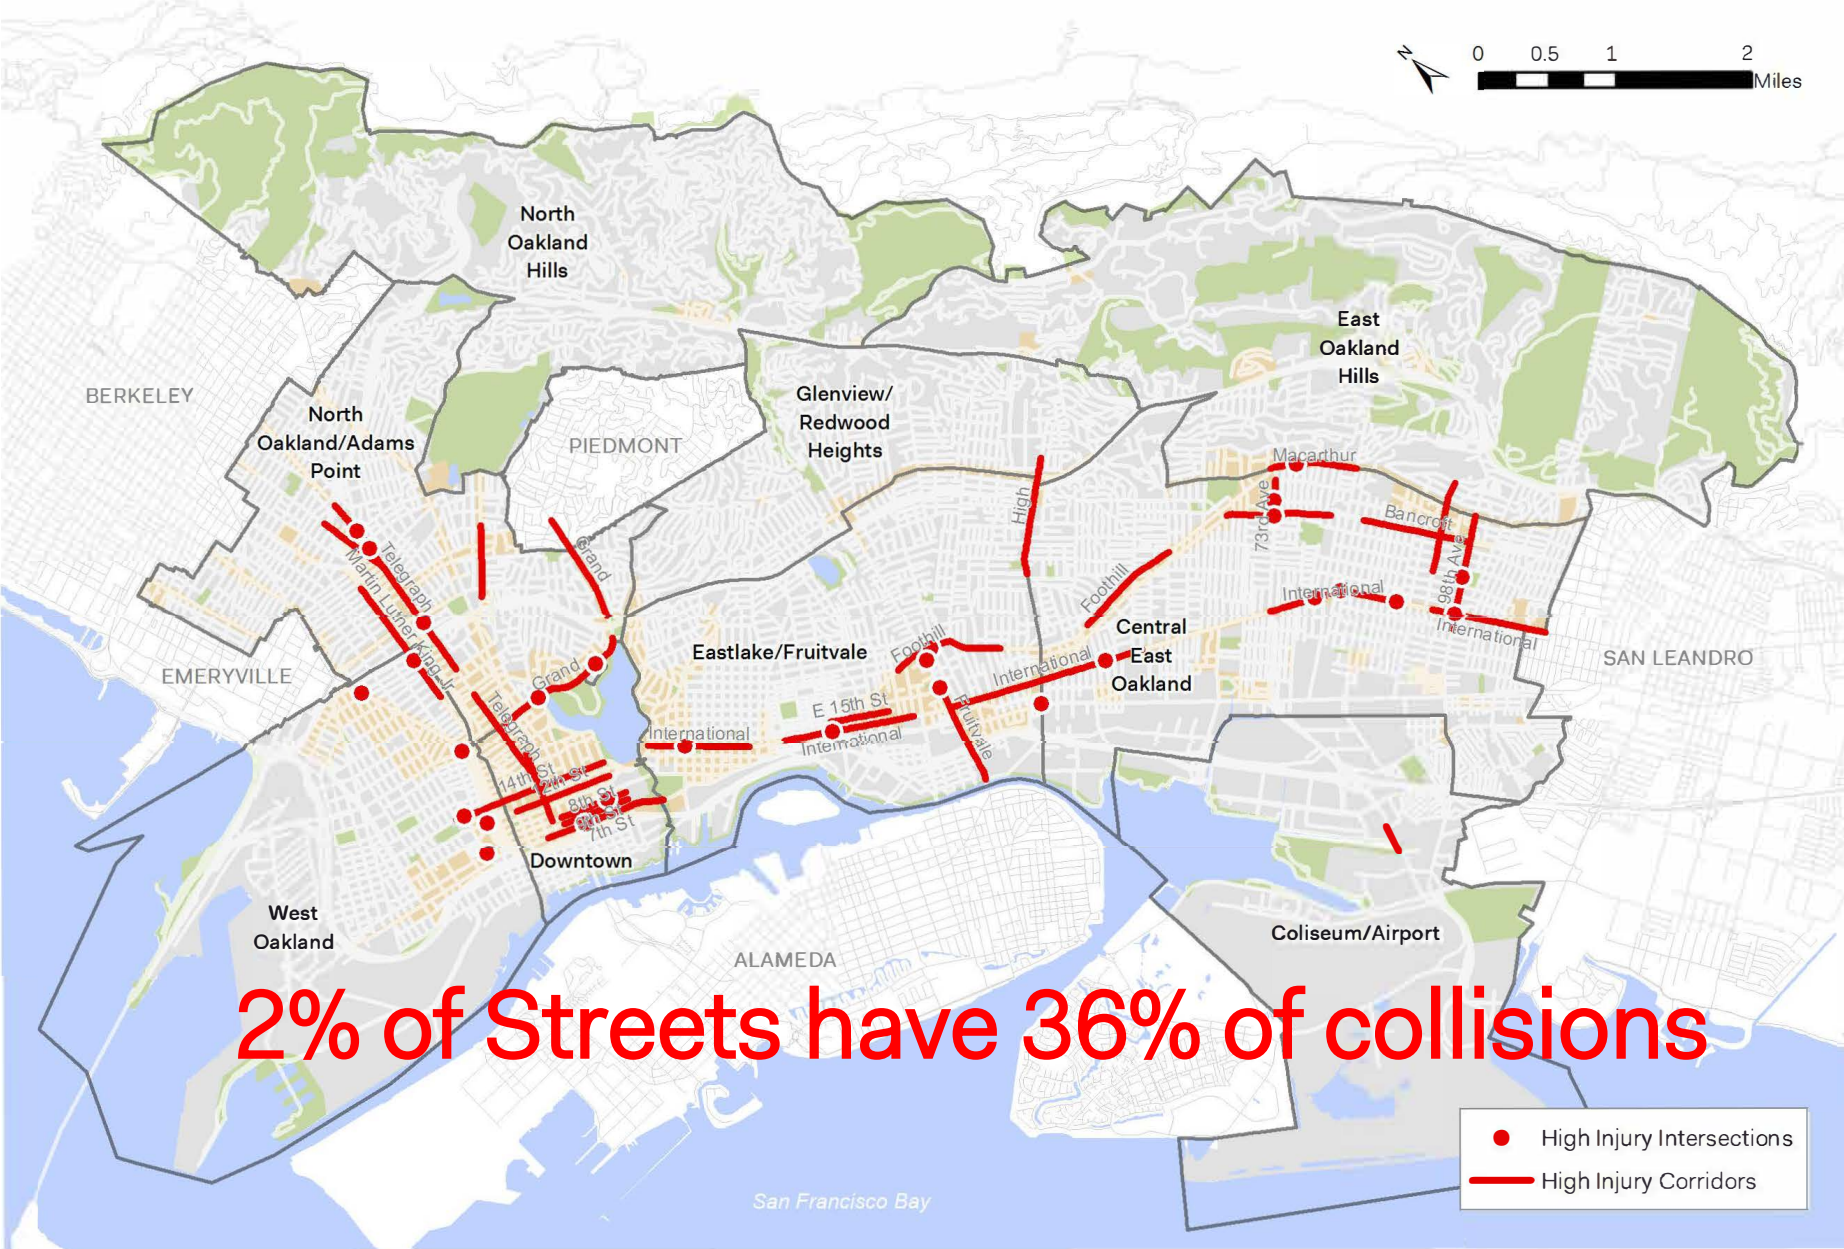 N
0 0.5 1 2
Miles
North
Oakland
Hills
East
Oakland
Hills
BERKELEY
Glenview/
Redwood
Heights
North
Oakland/Adams
Point
PIEDMONT
Macarthur
High
73rd Ave
Bancroft
Grand
Telegraph
Martin Luther King Jr
Foothill
International
98th Ave
International
Central
East
Oakland
Eastlake/Fruitvale
Foothill
International
EMERYVILLE
SAN LEANDRO
Grand
Telegraph
E 15th St
International
International
Fruitvale
14th St
12th St
8th St
9th St
7th St
Downtown
West
Oakland
Coliseum/Airport
ALAMEDA
2% of Streets have 36% of collisions
High Injury Intersections
High Injury Corridors
San Francisco Bay